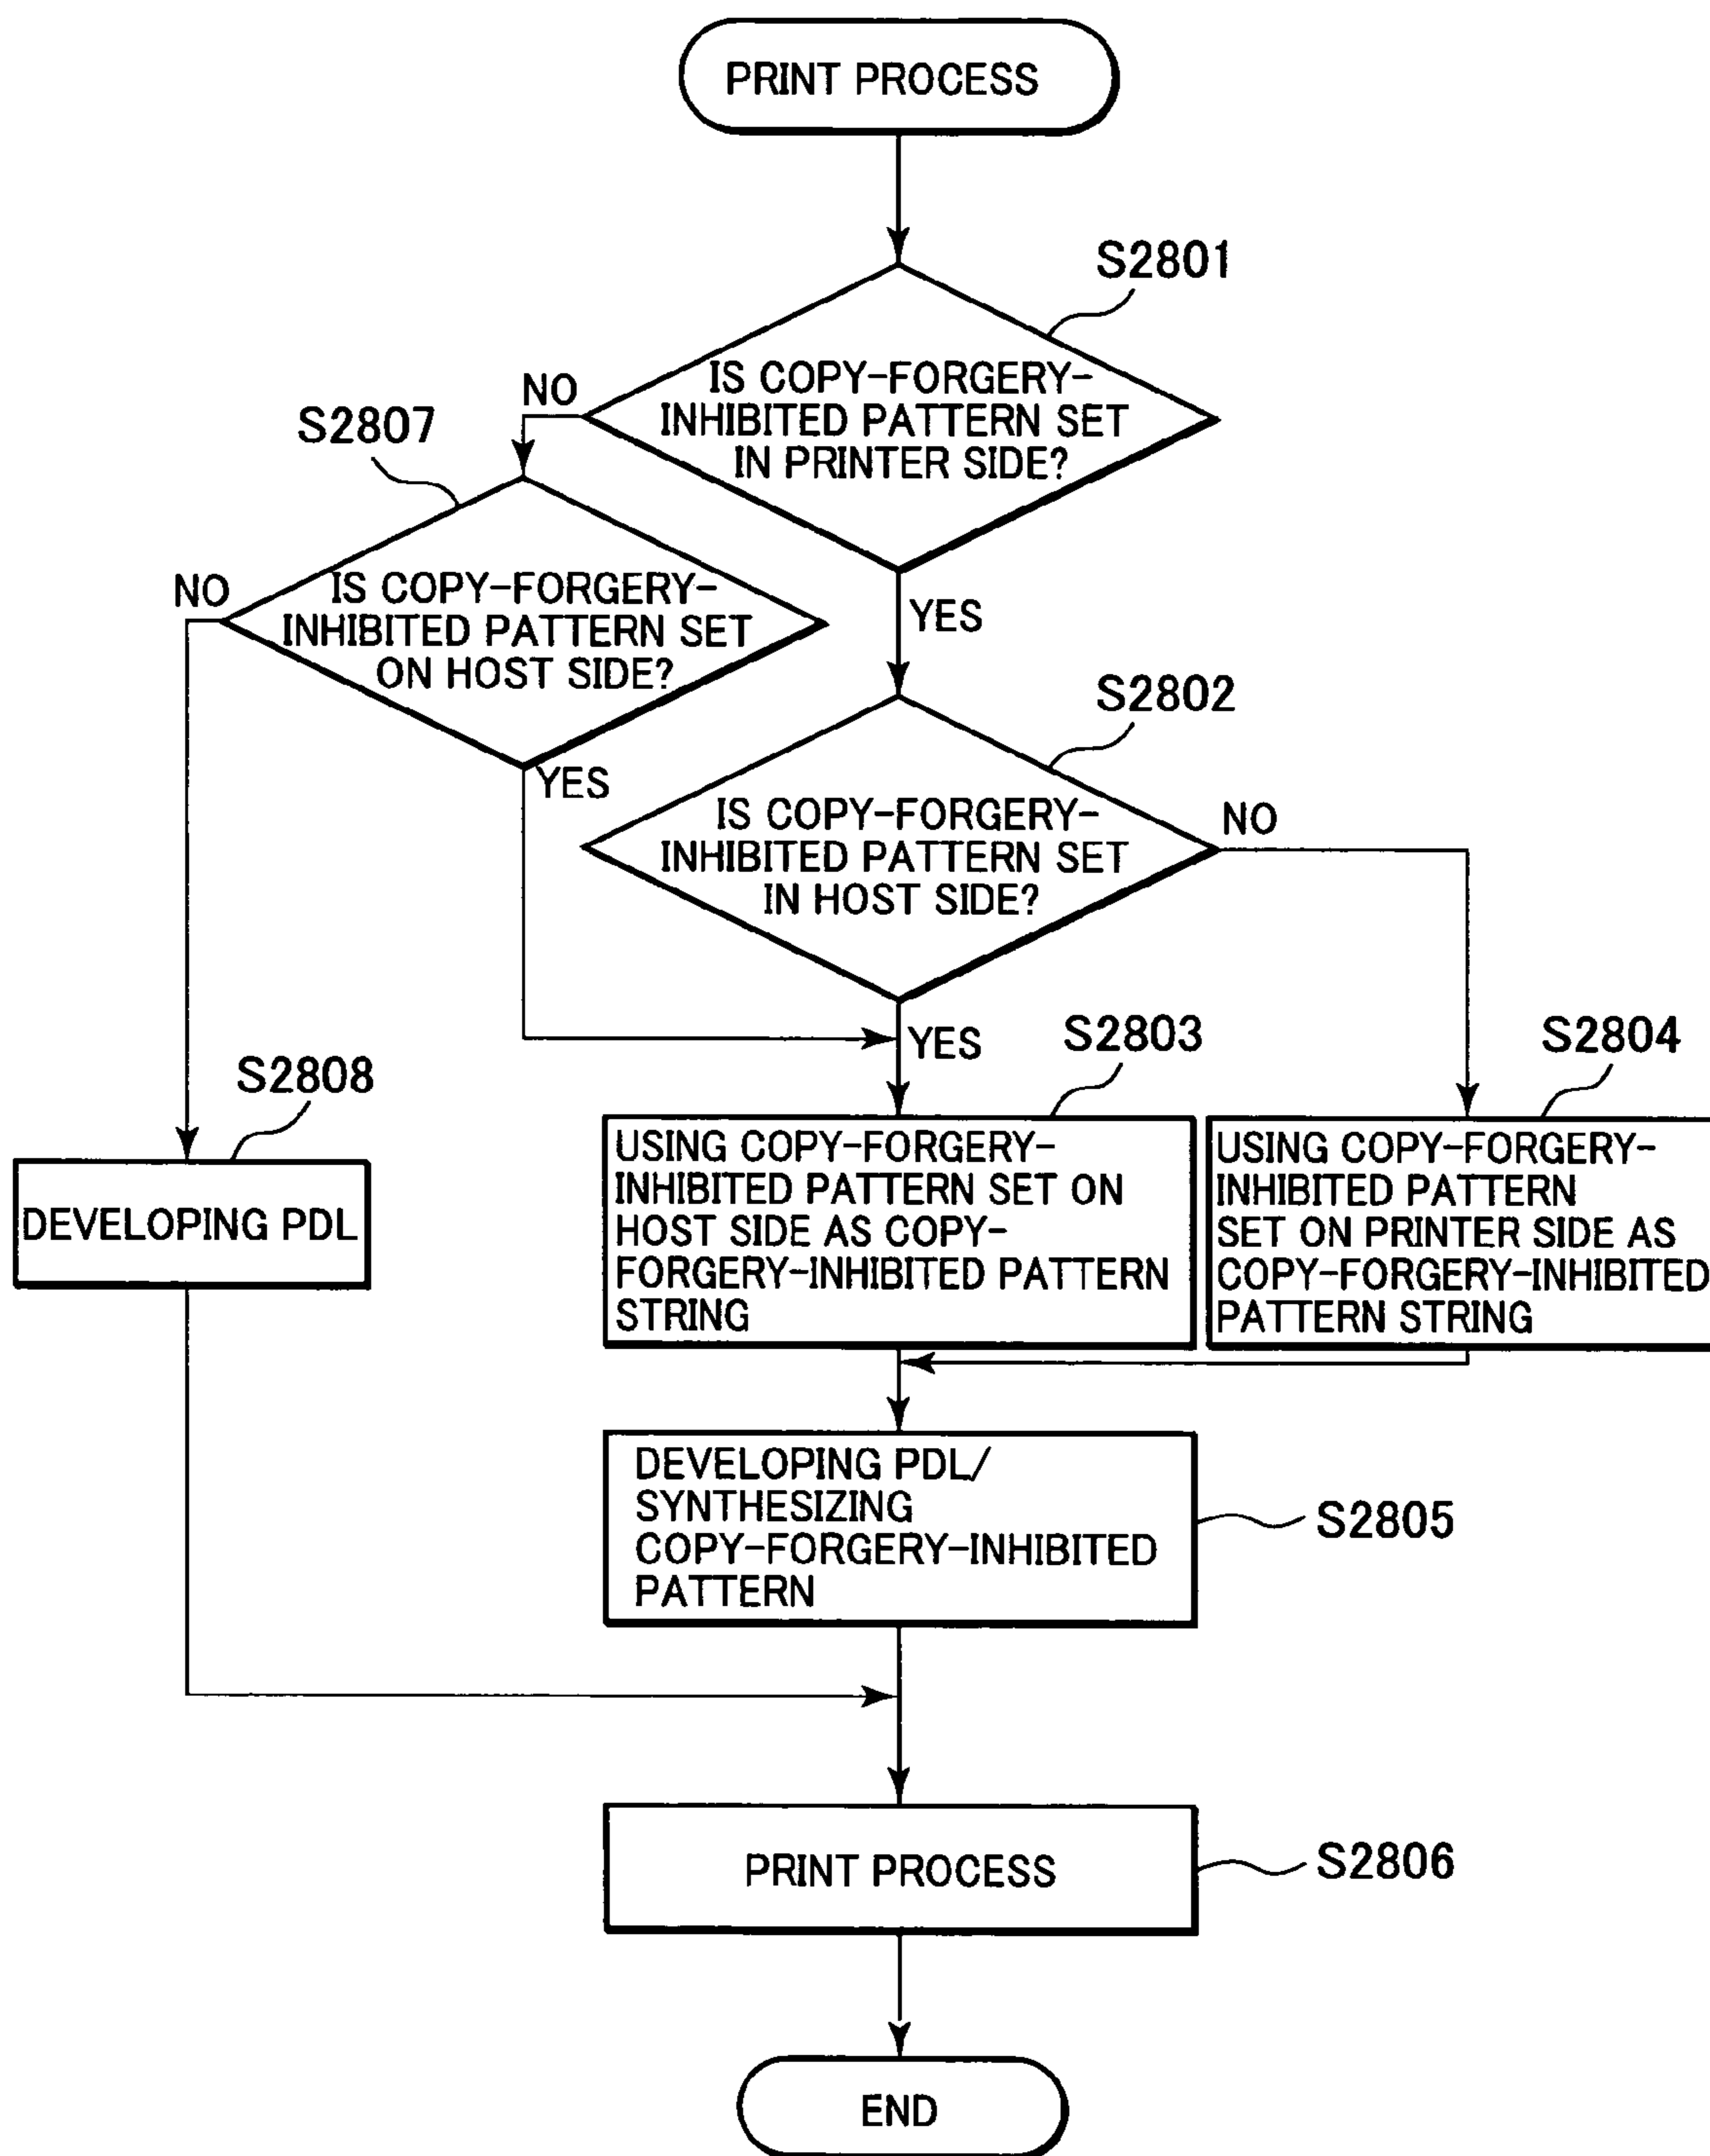 PRINT PROCESS
S2801
IS COPY-FORGERY-
INHIBITED PATTERN SET
IN PRINTER SIDE?
NO
YES
S2807
IS COPY-FORGERY-
INHIBITED PATTERN SET
ON HOST SIDE?
NO
YES
S2802
IS COPY-FORGERY-
INHIBITED PATTERN SET
IN HOST SIDE?
NO
YES
S2803
USING COPY-FORGERY-
INHIBITED PATTERN SET ON
HOST SIDE AS COPY-
FORGERY-INHIBITED PATTERN
STRING
S2804
USING COPY-FORGERY-
INHIBITED PATTERN
SET ON PRINTER SIDE AS
COPY-FORGERY-INHIBITED
PATTERN STRING
S2808
DEVELOPING PDL
DEVELOPING PDL/
SYNTHESIZING
COPY-FORGERY-INHIBITED
PATTERN
S2805
PRINT PROCESS
S2806
END